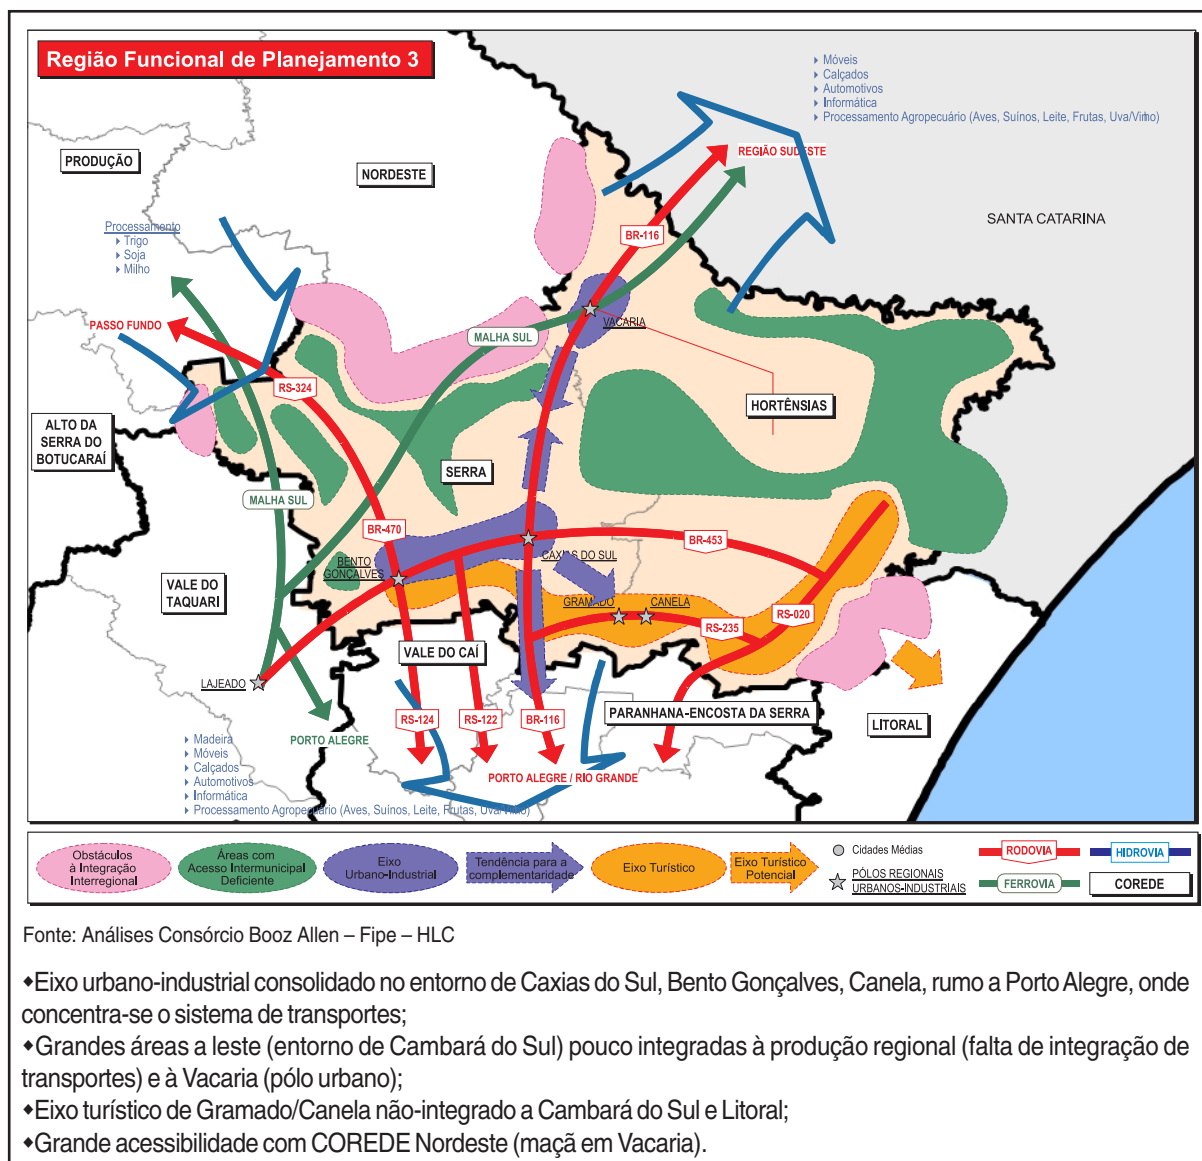 Região Funcional de Planejamento 3
Móveis
Calçados
Automotivos
Informática
Processamento Agropecuário (Aves, Suínos, Leite, Frutas, Uva/Vinho)
REGIÃO SUDESTE
PRODUÇÃO
NORDESTE
SANTA CATARINA
Processamento
Trigo
Soja
Milho
BR-116
PASSO FUNDO
VACARIA
MALHA SUL
RS-324
HORTÊNSIAS
ALTO DA
SERRA DO
BOTUCARAÍ
SERRA
MALHA SUL
BR-470
BR-453
CAXIAS DO SUL
BENTO
GONÇALVES
VALE DO
TAQUARI
GRAMADO
CANELA
RS-020
RS-235
VALE DO CAÍ
LAJEADO
PARANHANA-ENCOSTA DA SERRA
LITORAL
RS-124
RS-122
BR-116
PORTO ALEGRE
PORTO ALEGRE / RIO GRANDE
Madeira
Móveis
Calçados
Automotivos
Informática
Processamento Agropecuário (Aves, Suínos, Leite, Frutas, Uva/Vinho)
Obstáculos
à Integração
Interregional
Áreas com
Acesso Intermunicipal
Deficiente
Eixo
Urbano-Industrial
Tendência para a
complementaridade
Eixo Turístico
Eixo Turístico
Potencial
Cidades Médias
PÓLOS REGIONAIS
URBANOS-INDUSTRIAIS
RODOVIA
HIDROVIA
FERROVIA
COREDE
Fonte: Análises Consórcio Booz Allen – Fipe – HLC
◆Eixo urbano-industrial consolidado no entorno de Caxias do Sul, Bento Gonçalves, Canela, rumo a Porto Alegre, onde
concentra-se o sistema de transportes;
◆Grandes áreas a leste (entorno de Cambará do Sul) pouco integradas à produção regional (falta de integração de
transportes) e à Vacaria (pólo urbano);
◆Eixo turístico de Gramado/Canela não-integrado a Cambará do Sul e Litoral;
◆Grande acessibilidade com COREDE Nordeste (maçã em Vacaria).